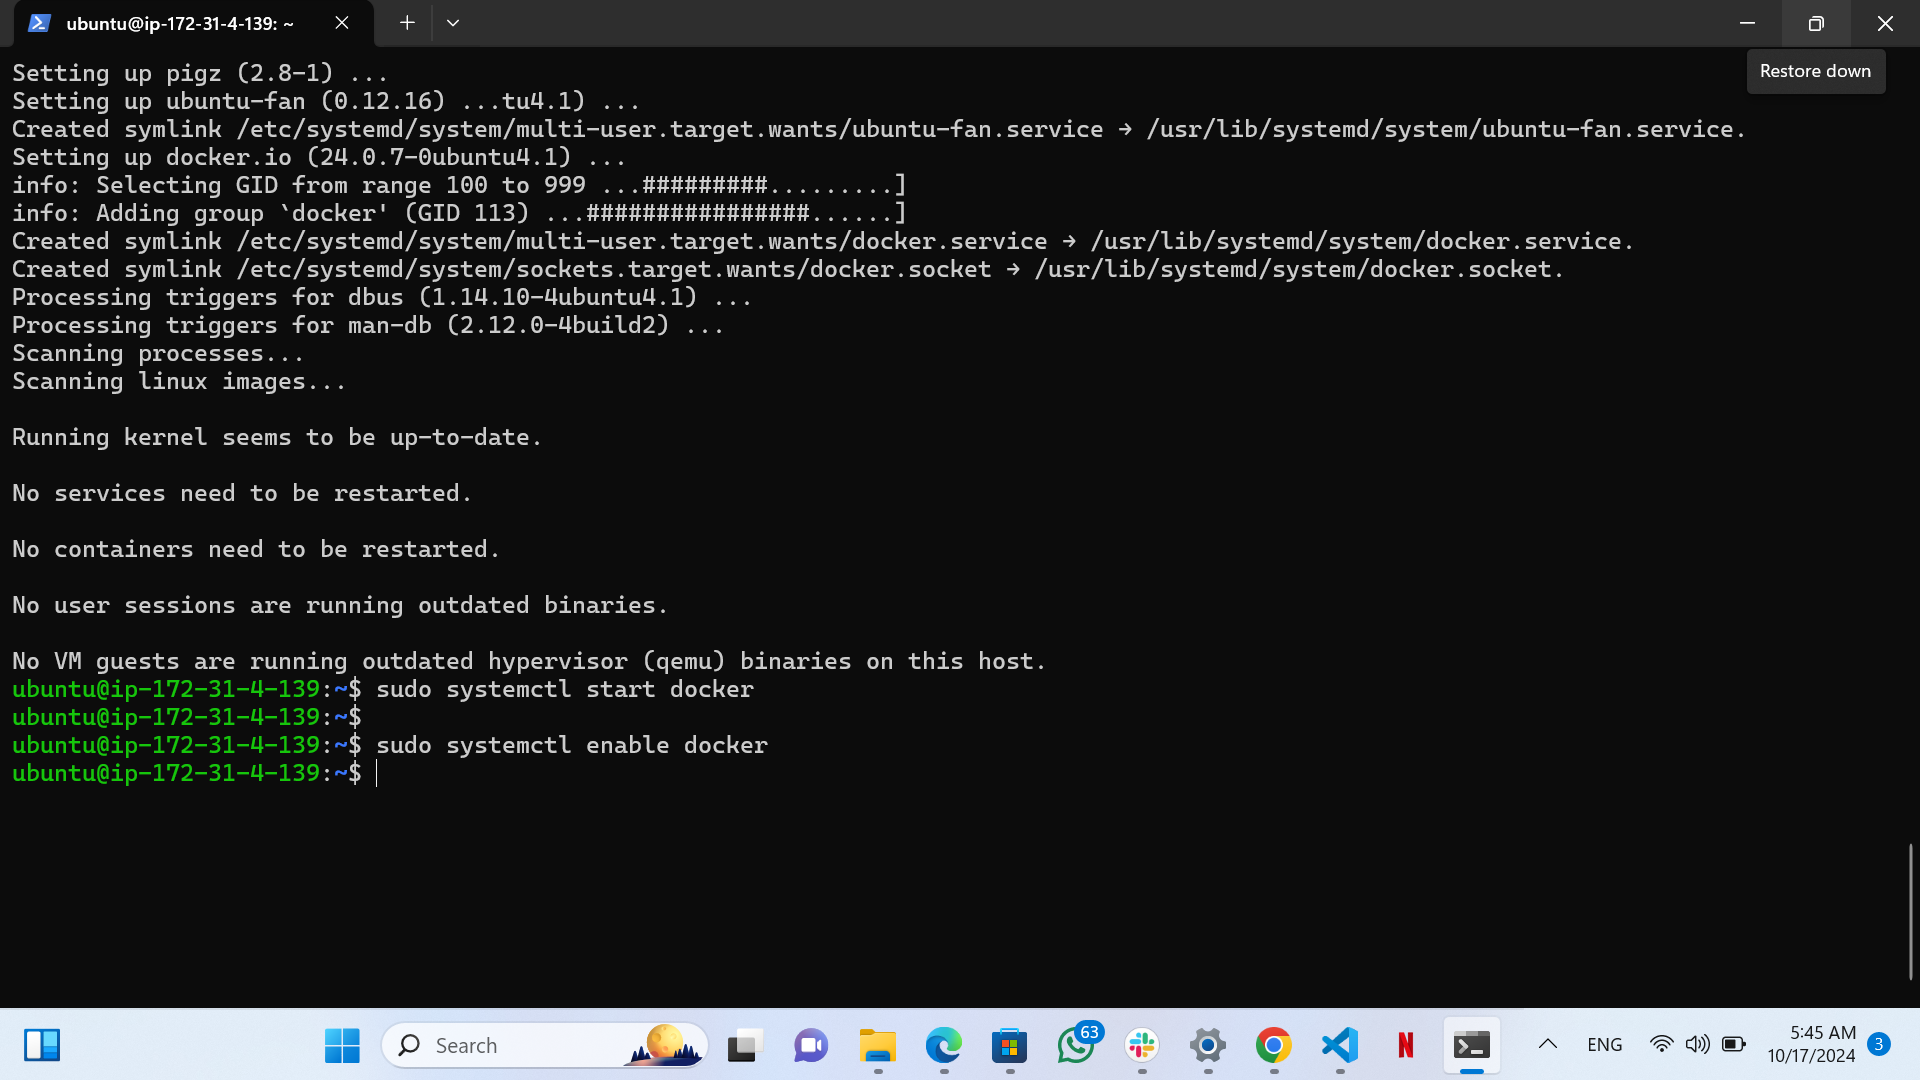 ubuntu@ip-172-31-4-139: ~
Restore down
Setting up pigz (2.8-1) ...
Setting up ubuntu-fan (0.12.16) ...tu4.1) ...
Created symlink /etc/systemd/system/multi-user.target.wants/ubuntu-fan.service → /usr/lib/systemd/system/ubuntu-fan.service.
Setting up docker.io (24.0.7-0ubuntu4.1) ...
info: Selecting GID from range 100 to 999 ...#########.........]
info: Adding group `docker' (GID 113) ...################......]
Created symlink /etc/systemd/system/multi-user.target.wants/docker.service → /usr/lib/systemd/system/docker.service.
Created symlink /etc/systemd/system/sockets.target.wants/docker.socket → /usr/lib/systemd/system/docker.socket.
Processing triggers for dbus (1.14.10-4ubuntu4.1) ...
Processing triggers for man-db (2.12.0-4build2) ...
Scanning processes...
Scanning linux images...
Running kernel seems to be up-to-date.
No services need to be restarted.
No containers need to be restarted.
No user sessions are running outdated binaries.
No VM guests are running outdated hypervisor (qemu) binaries on this host.
ubuntu@ip-172-31-4-139:~$ sudo systemctl start docker
ubuntu@ip-172-31-4-139:~$
ubuntu@ip-172-31-4-139:~$ sudo systemctl enable docker
ubuntu@ip-172-31-4-139:~$
Search
63
N
ENG
5:45 AM
10/17/2024
3